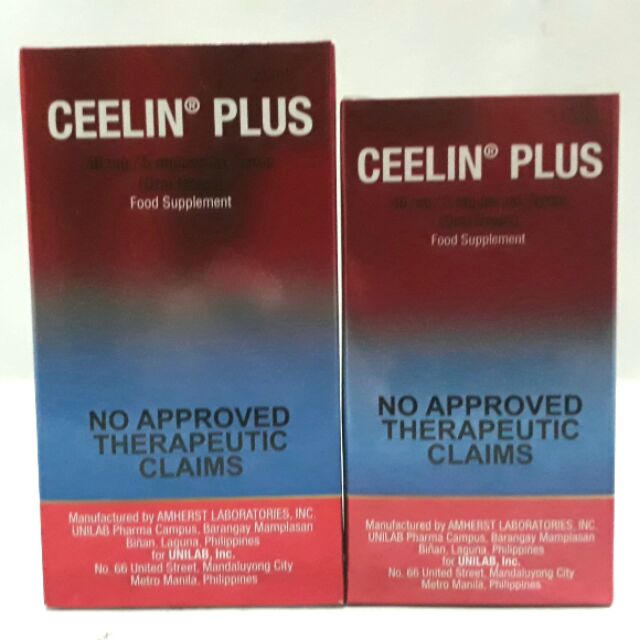 CEELIN® PLUS
Food Supplement
NO APPROVED
THERAPEUTIC
CLAIMS
Manufactured by AMHERST LABORATORIES, INC.
UNILAB Pharma Campus, Barangay Mamplasan
Biñan, Laguna, Philippines
for UNILAB, Inc.
No. 66 United Street, Mandaluyong City
Metro Manila, Philippines
CEELIN® PLUS
Food Supplement
NO APPROVED
THERAPEUTIC
CLAIMS
Manufactured by AMHERST LABORATORIES, INC.
UNILAB Pharma Campus, Barangay Mamplasan
Biñan, Laguna, Philippines
for UNILAB, Inc.
No. 66 United Street, Mandaluyong City
Metro Manila, Philippines